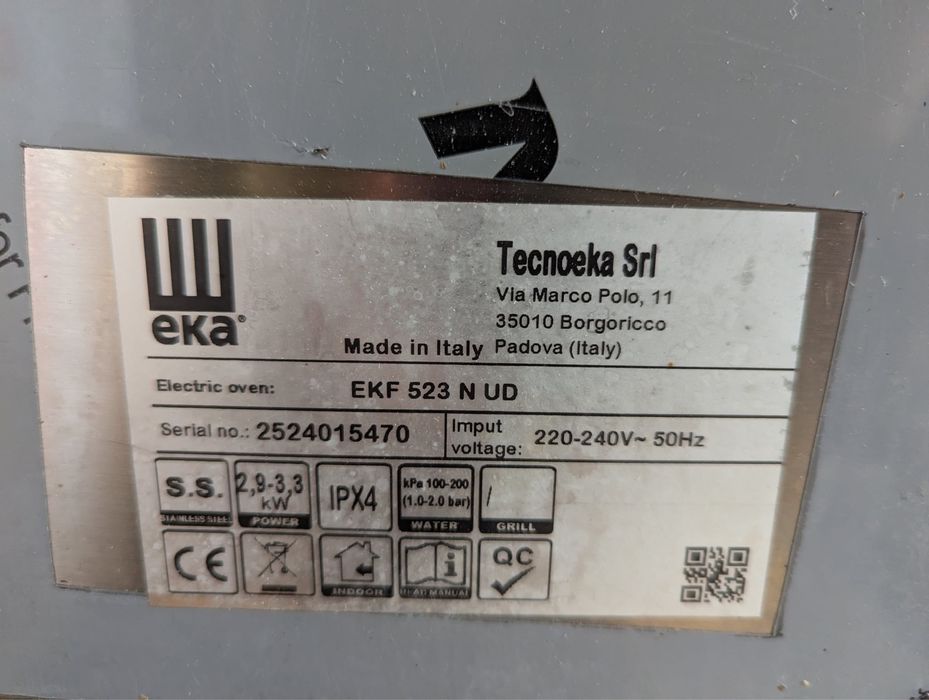 eka®
Tecnoeka Srl
Via Marco Polo, 11
35010 Borgoricco
Made in Italy Padova (Italy)
Electric oven: EKF 523 N UD
Serial no.: 2524015470
Imput voltage: 220-240V~ 50Hz
S.S.
STAINLESS STEEL
2,9-3,3
kW
POWER
IPX4
kPa 100-200
(1.0-2.0 bar)
WATER
/
GRILL
CE
INDOOR
i
READ MANUAL
QC
for